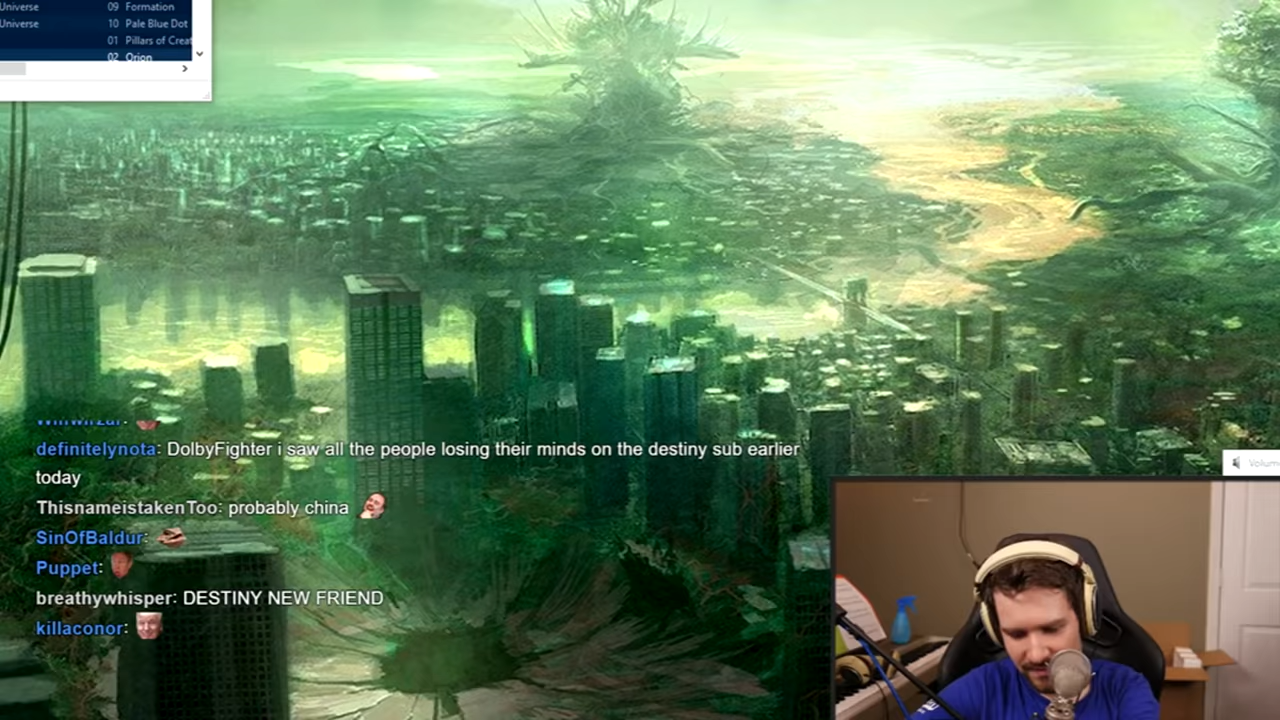 Universe 09 Formation
Universe 10 Pale Blue Dot
01 Pillars of Creat
02 Orion
definitelynota: DolbyFighter i saw all the people losing their minds on the destiny sub earlier
today
ThisnameistakenToo: probably china
SinOfBaldur:
Puppet:
breathywhisper: DESTINY NEW FRIEND
killaconor:
Volum